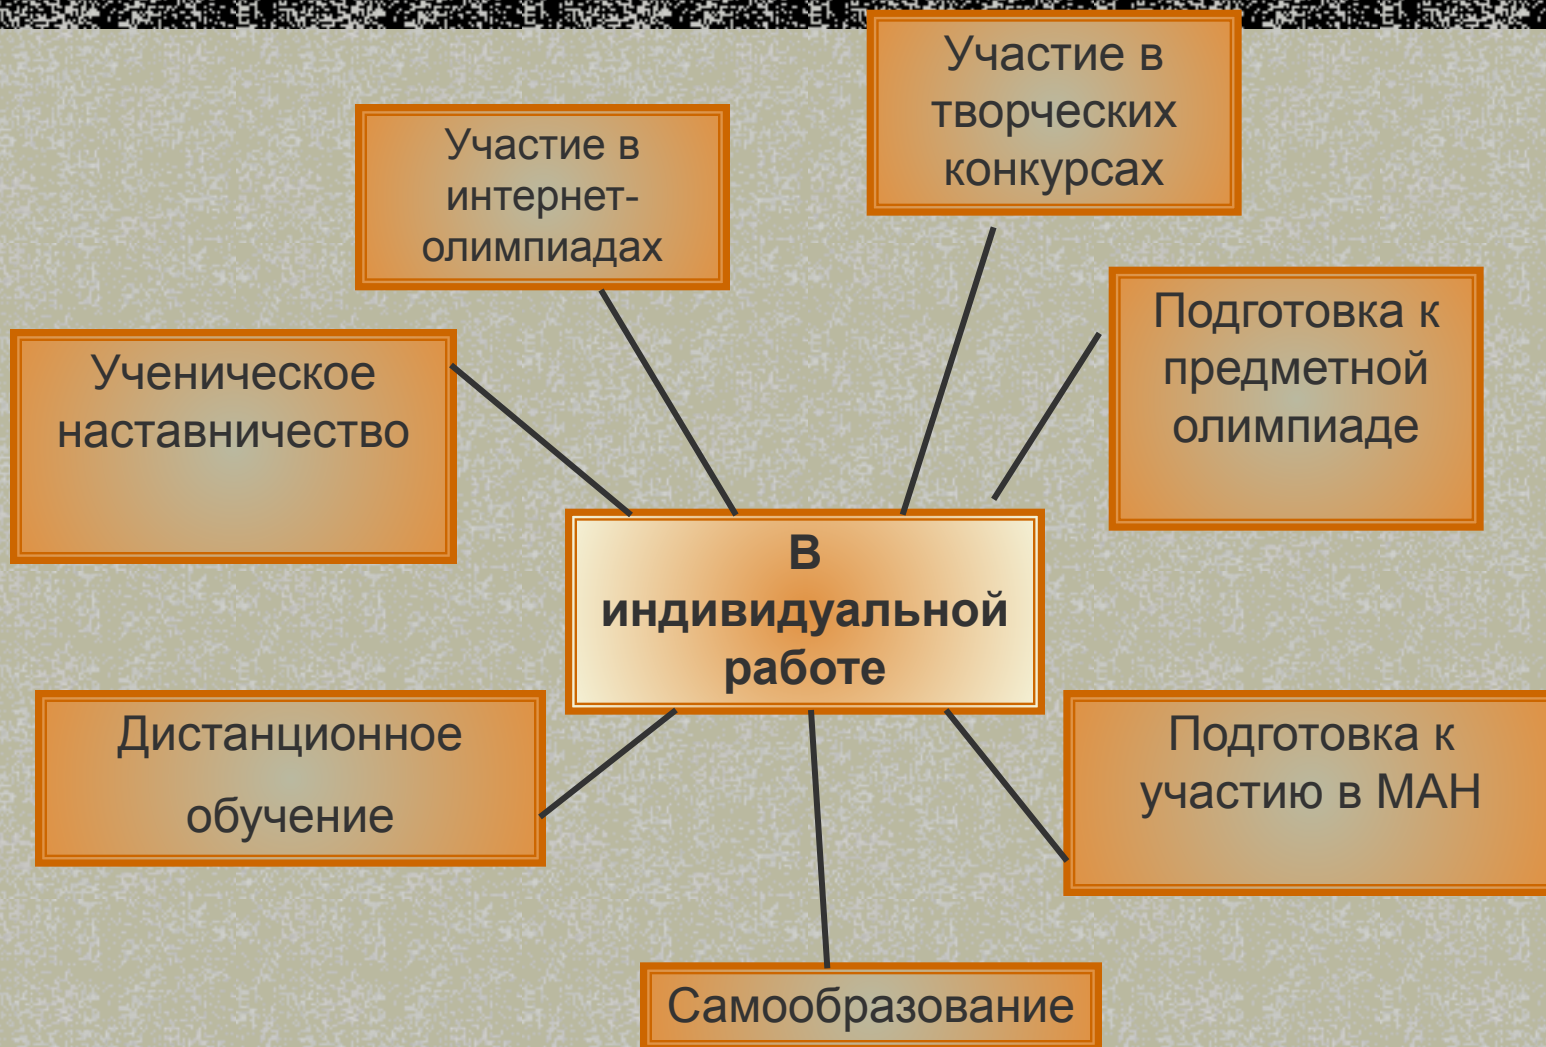 Участие в
творческих
конкурсах
Участие в
интернет-
олимпиадах
Подготовка к
предметной
олимпиаде
Ученическое
наставничество
В
индивидуальной
работе
Дистанционное
обучение
Подготовка к
участию в МАН
Самообразование